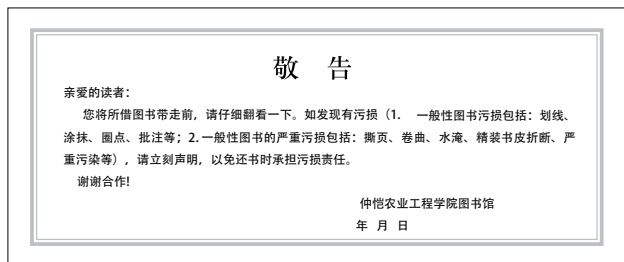 敬 告
亲爱的读者：
您将所借图书带走前，请仔细翻看一下。如发现有污损（1. 一般性图书污损包括：划线、
涂抹、圈点、批注等；2.一般性图书的严重污损包括：撕页、卷曲、水淹、精装书皮折断、严
重污染等），请立刻声明，以免还书时承担污损责任。
谢谢合作！
仲恺农业工程学院图书馆
年 月 日